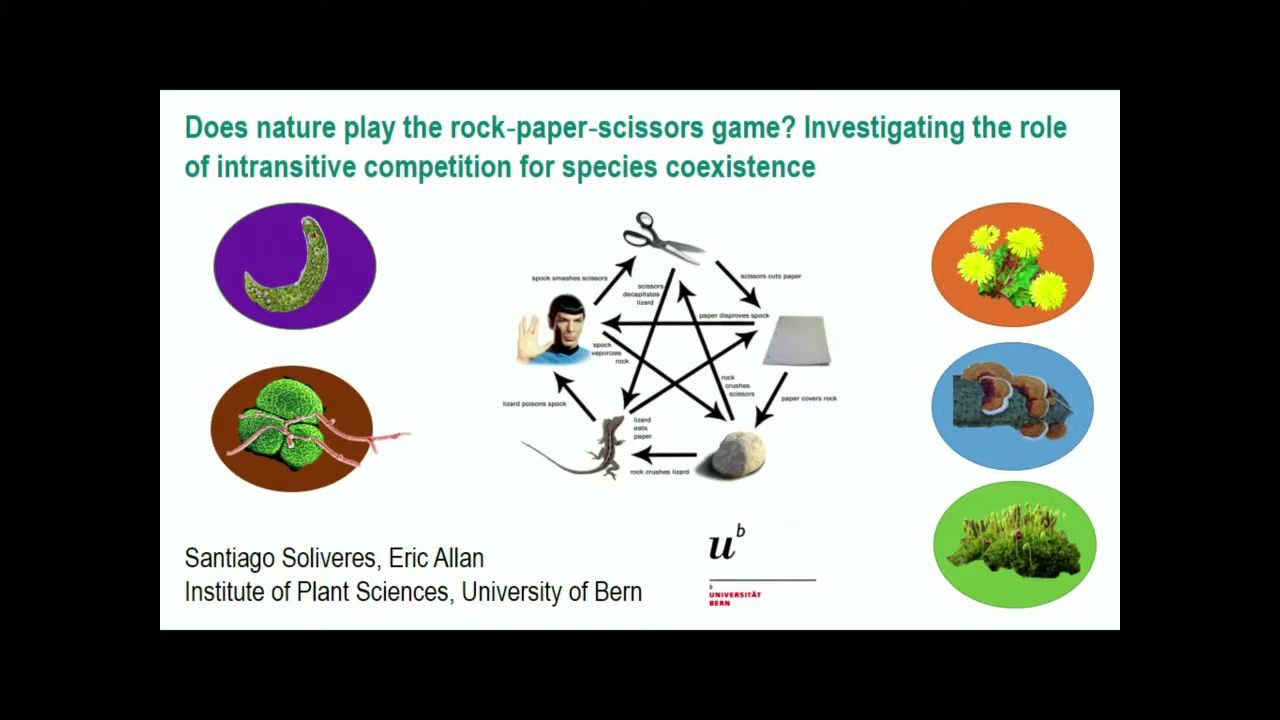 Does nature play the rock-paper-scissors game? Investigating the role
of intransitive competition for species coexistence
spock smashes scissors
scissors cuts paper
scissors
decapitates
lizard
paper disproves spock
spock
vaporizes
rock
rock
crushes
scissors
lizard poisons spock
paper covers rock
lizard
eats
paper
rock crushes lizard
Santiago Soliveres, Eric Allan
Institute of Plant Sciences, University of Bern
u b
b
UNIVERSITÄT
BERN